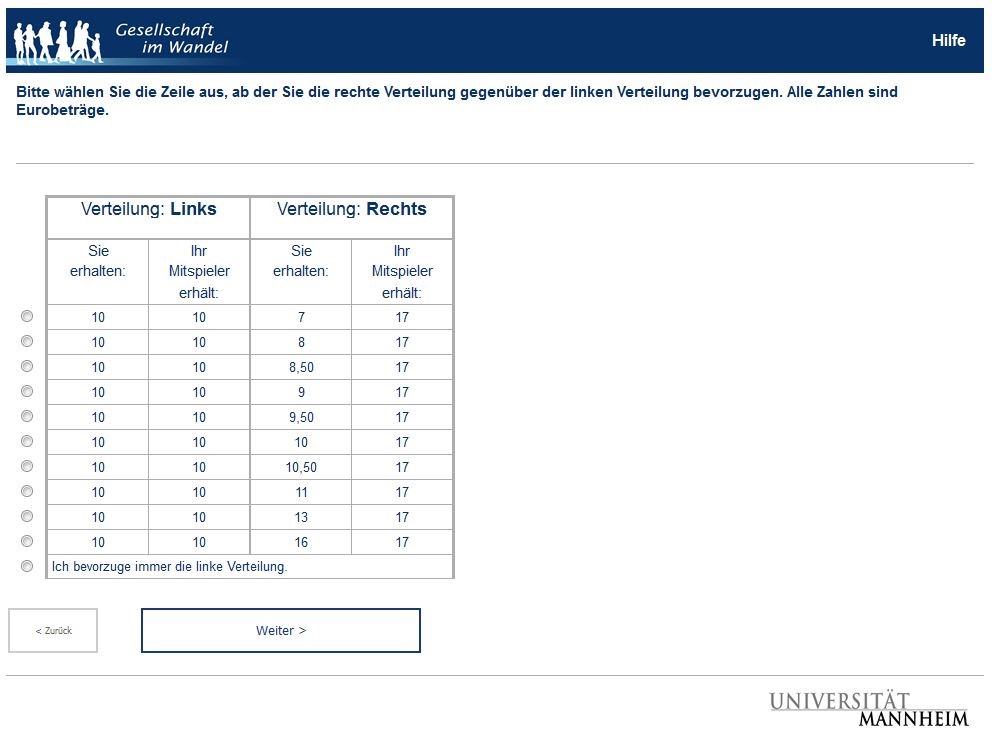 Gesellschaft
im Wandel
Hilfe
Bitte wählen Sie die Zeile aus, ab der Sie die rechte Verteilung gegenüber der linken Verteilung bevorzugen. Alle Zahlen sind
Eurobeträge.
Verteilung: Links Verteilung: Rechts
Sie Ihr Sie Ihr
erhalten: Mitspieler erhalten: Mitspieler
erhält: erhält:
10 10 7 17
10 10 8 17
10 10 8,50 17
10 10 9 17
10 10 9,50 17
10 10 10 17
10 10 10,50 17
10 10 11 17
10 10 13 17
10 10 16 17
Ich bevorzuge immer die linke Verteilung.
< Zurück Weiter >
UNIVERSITÄT
MANNHEIM